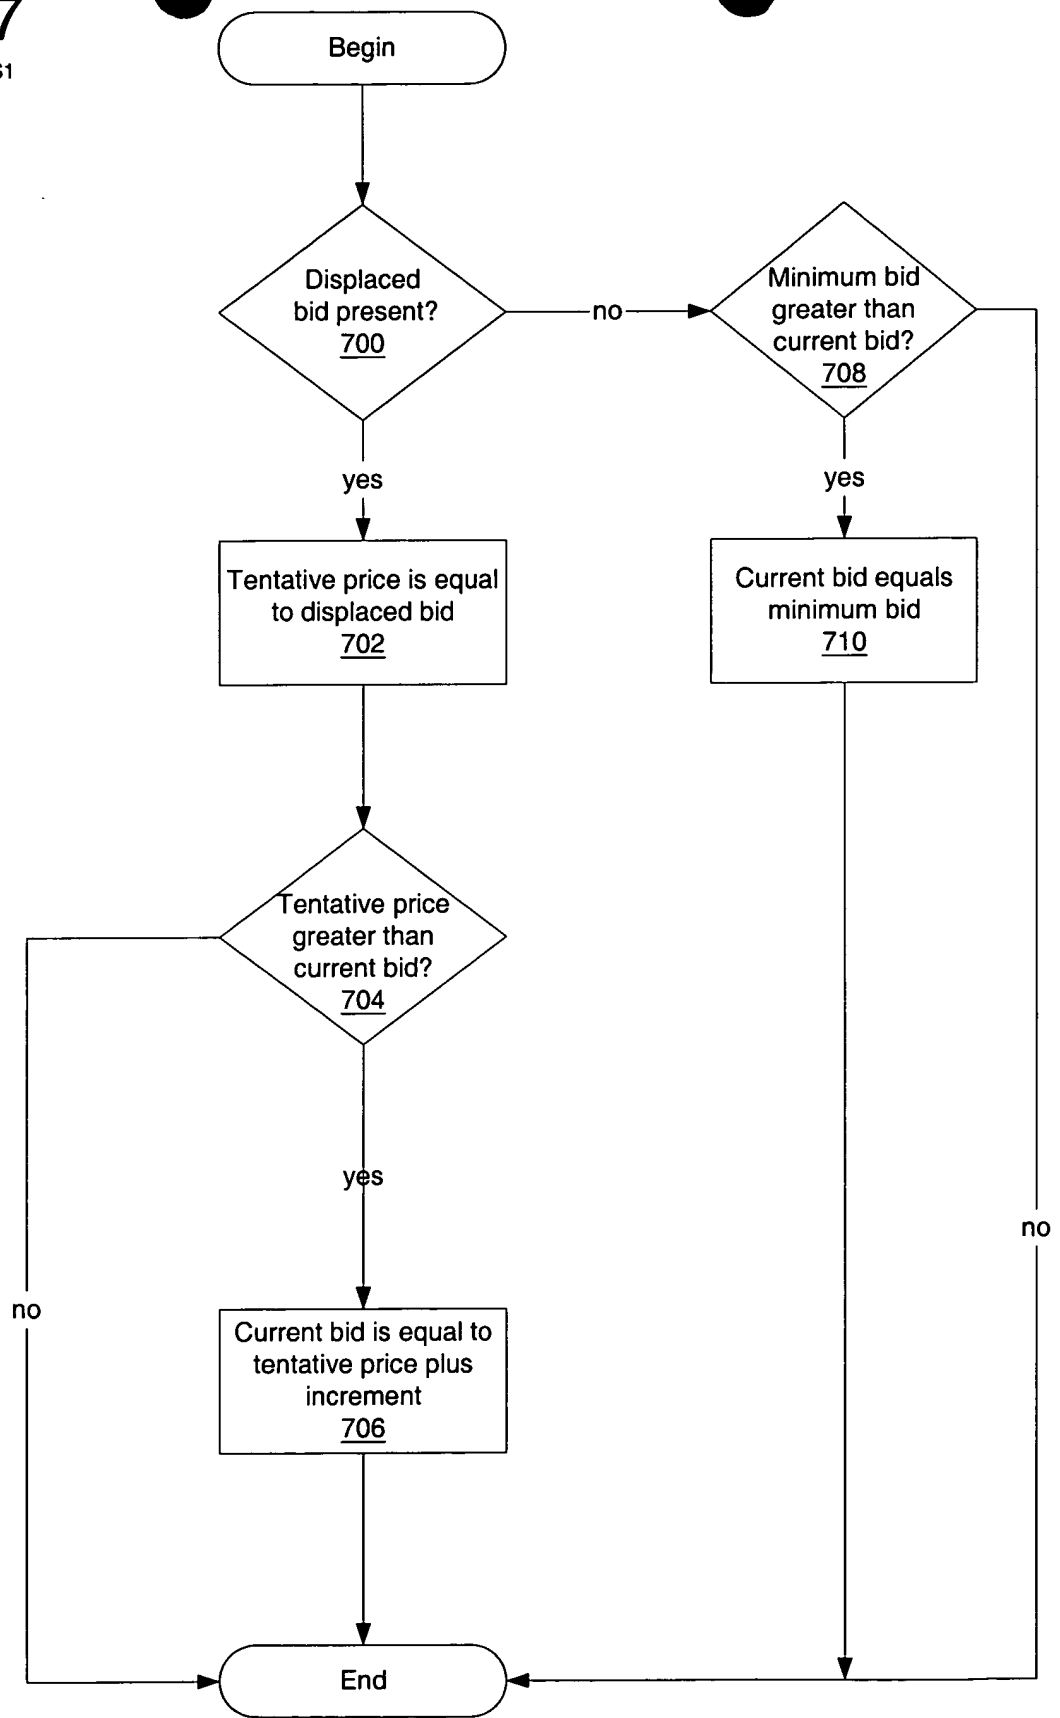 7
S1
Begin
Displaced
bid present?
700
no
Minimum bid
greater than
current bid?
708
yes
yes
Tentative price is equal
to displaced bid
702
Current bid equals
minimum bid
710
Tentative price
greater than
current bid?
704
yes
no
no
Current bid is equal to
tentative price plus
increment
706
End